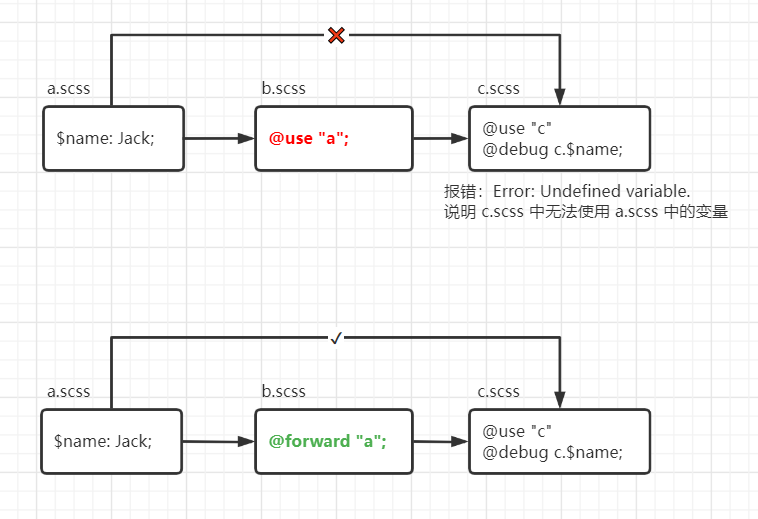 a.scss
b.scss
c.scss
$name: Jack;
@use "a";
@use "c"
@debug c.$name;
报错：Error: Undefined variable.
说明 c.scss 中无法使用 a.scss 中的变量
a.scss
b.scss
c.scss
$name: Jack;
@forward "a";
@use "c"
@debug c.$name;